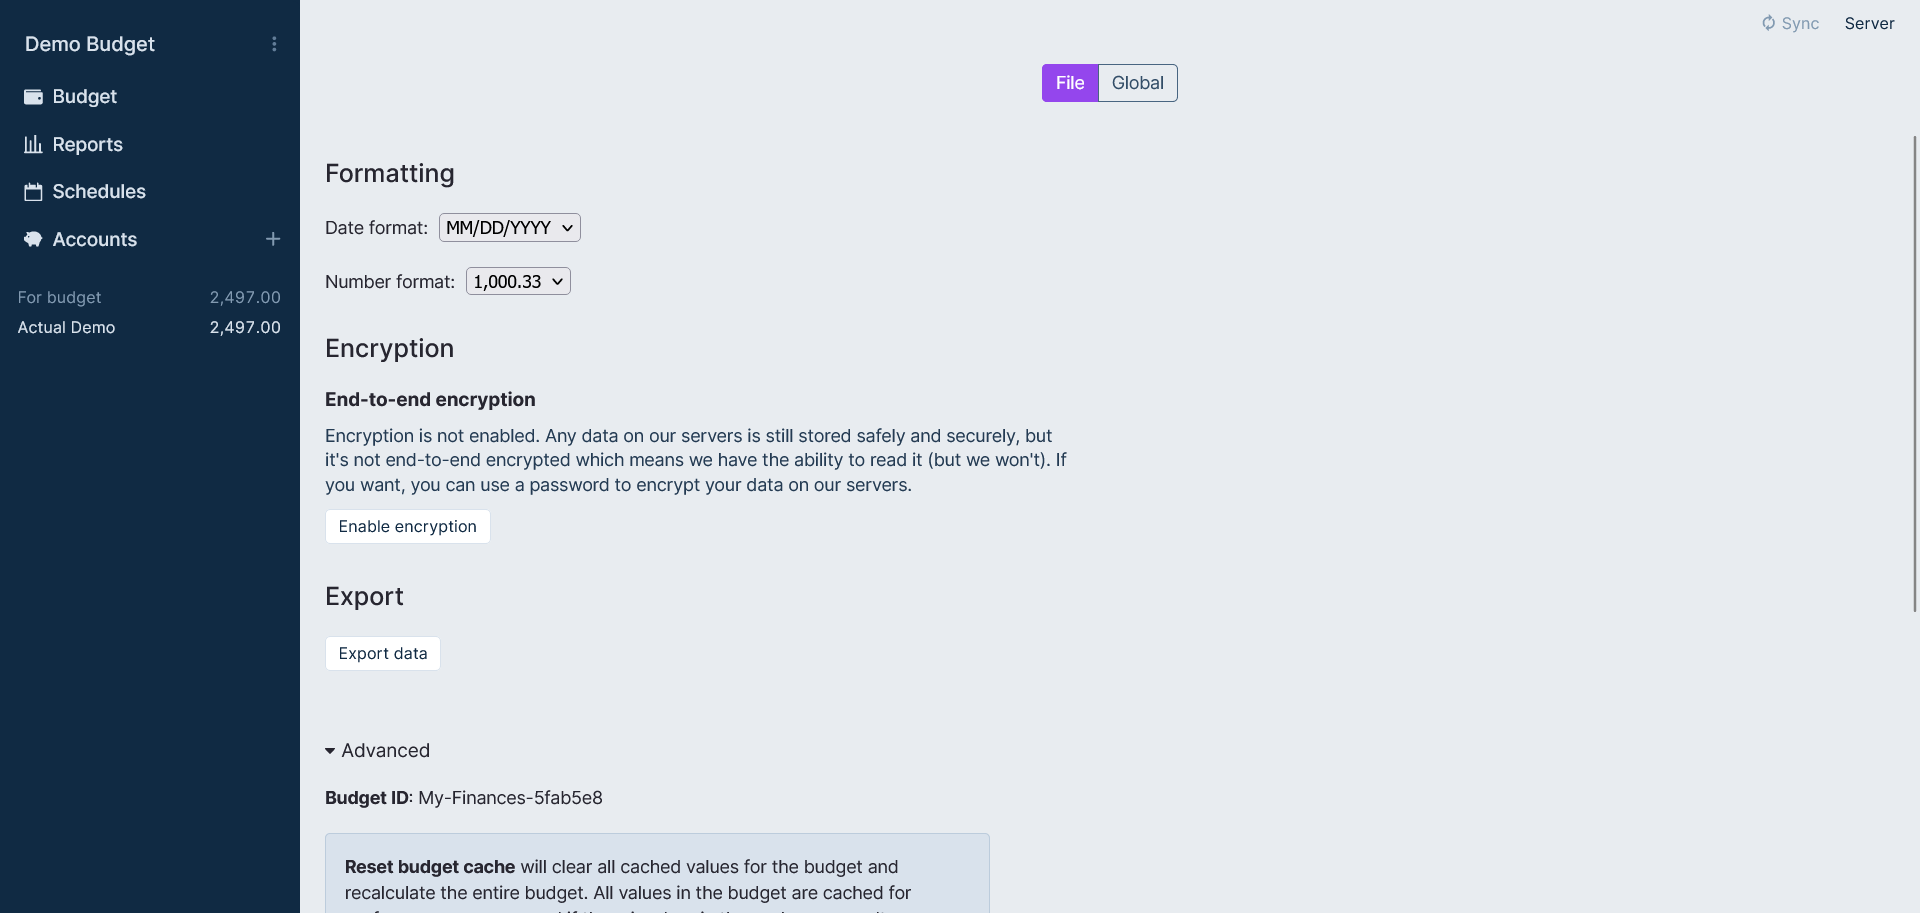 Demo Budget
Budget
Reports
Schedules
Accounts
For budget 2,497.00
Actual Demo 2,497.00
Sync Server
File Global
Formatting
Date format: MM/DD/YYYY
Number format: 1,000.33
Encryption
End-to-end encryption
Encryption is not enabled. Any data on our servers is still stored safely and securely, but
it's not end-to-end encrypted which means we have the ability to read it (but we won't). If
you want, you can use a password to encrypt your data on our servers.
Enable encryption
Export
Export data
Advanced
Budget ID: My-Finances-5fab5e8
Reset budget cache will clear all cached values for the budget and
recalculate the entire budget. All values in the budget are cached for